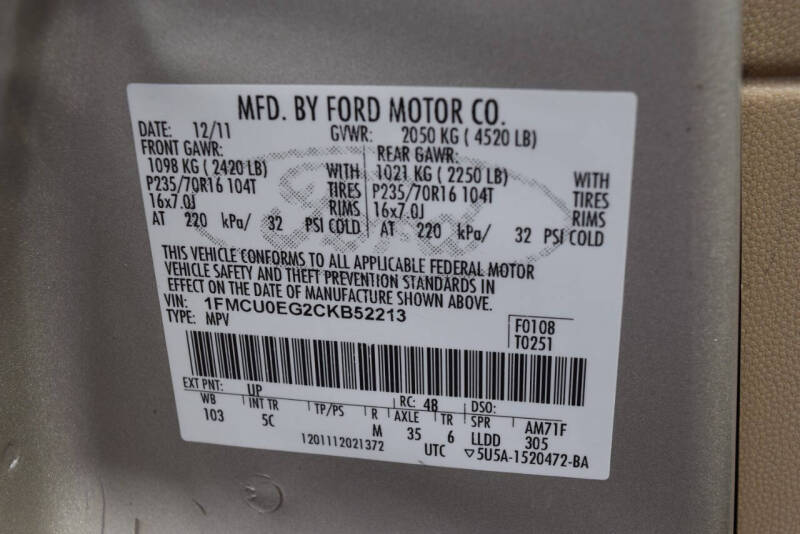 MFD. BY FORD MOTOR CO.
DATE: 12/11 GVWR: 2050 KG ( 4520 LB)
FRONT GAWR: REAR GAWR:
1098 KG ( 2420 LB) WITH 1021 KG ( 2250 LB) WITH
P235/70R16 104T TIRES P235/70R16 104T TIRES
16x7.0J RIMS 16x7.0J RIMS
AT 220 kPa/ 32 PSI COLD AT 220 kPa/ 32 PSI COLD
THIS VEHICLE CONFORMS TO ALL APPLICABLE FEDERAL MOTOR
VEHICLE SAFETY AND THEFT PREVENTION STANDARDS IN
EFFECT ON THE DATE OF MANUFACTURE SHOWN ABOVE.
VIN: 1FMCU0EG2CKB52213
TYPE: MPV
F0108
T0251
EXT PNT: UP RC: 48 DSO:
WB INT TR TP/PS R AXLE TR SPR AM71F
103 5C M 35 6 LLDD 305
1201112021372 UTC ▽5U5A-1520472-BA